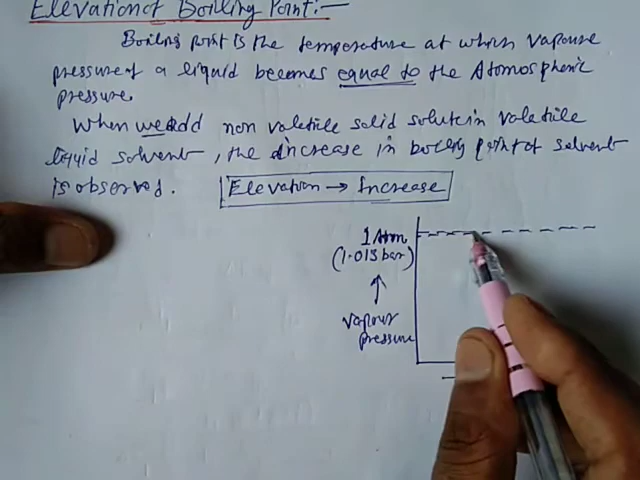 Elevation of Boiling Point:-
Boiling point is the temperature at which vapoure
pressure of a liquid becomes equal to the Atomospheric
pressure.
When we add non volatile solid solute in volatile
liquid solvent, the increase in boiling point of solvent
is observed. Elevation → Increase
1 Atm
(1.013 bar)
↑
vapour
pressure